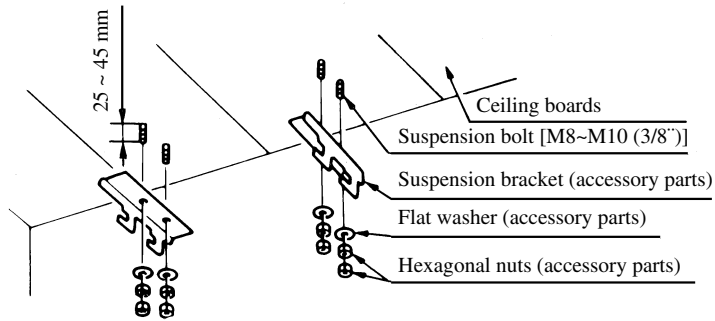 25 ~ 45 mm
Ceiling boards
Suspension bolt [M8~M10 (3/8¨)]
Suspension bracket (accessory parts)
Flat washer (accessory parts)
Hexagonal nuts (accessory parts)